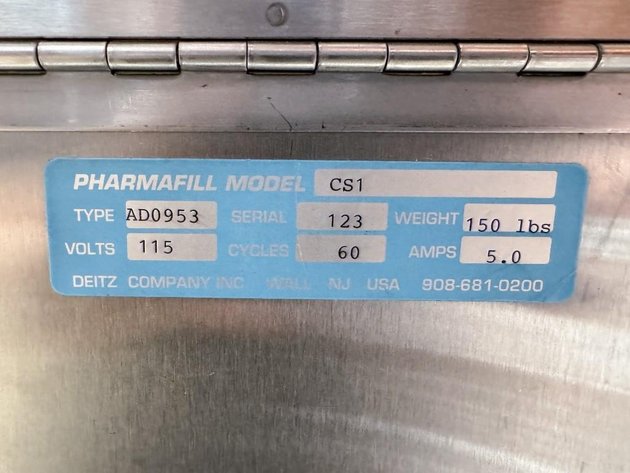 PHARMAFILL MODEL CS1
TYPE AD0953 SERIAL 123 WEIGHT 150 lbs
VOLTS 115 CYCLES 60 AMPS 5.0
DEITZ COMPANY INC WALL NJ USA 908-681-0200